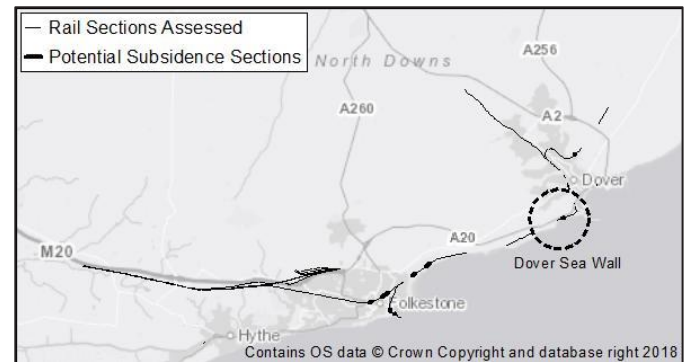 Rail Sections Assessed
Potential Subsidence Sections
North Downs
A256
A260
A2
Dover
A20
M20
Dover Sea Wall
Folkestone
Hythe
Contains OS data © Crown Copyright and database right 2018